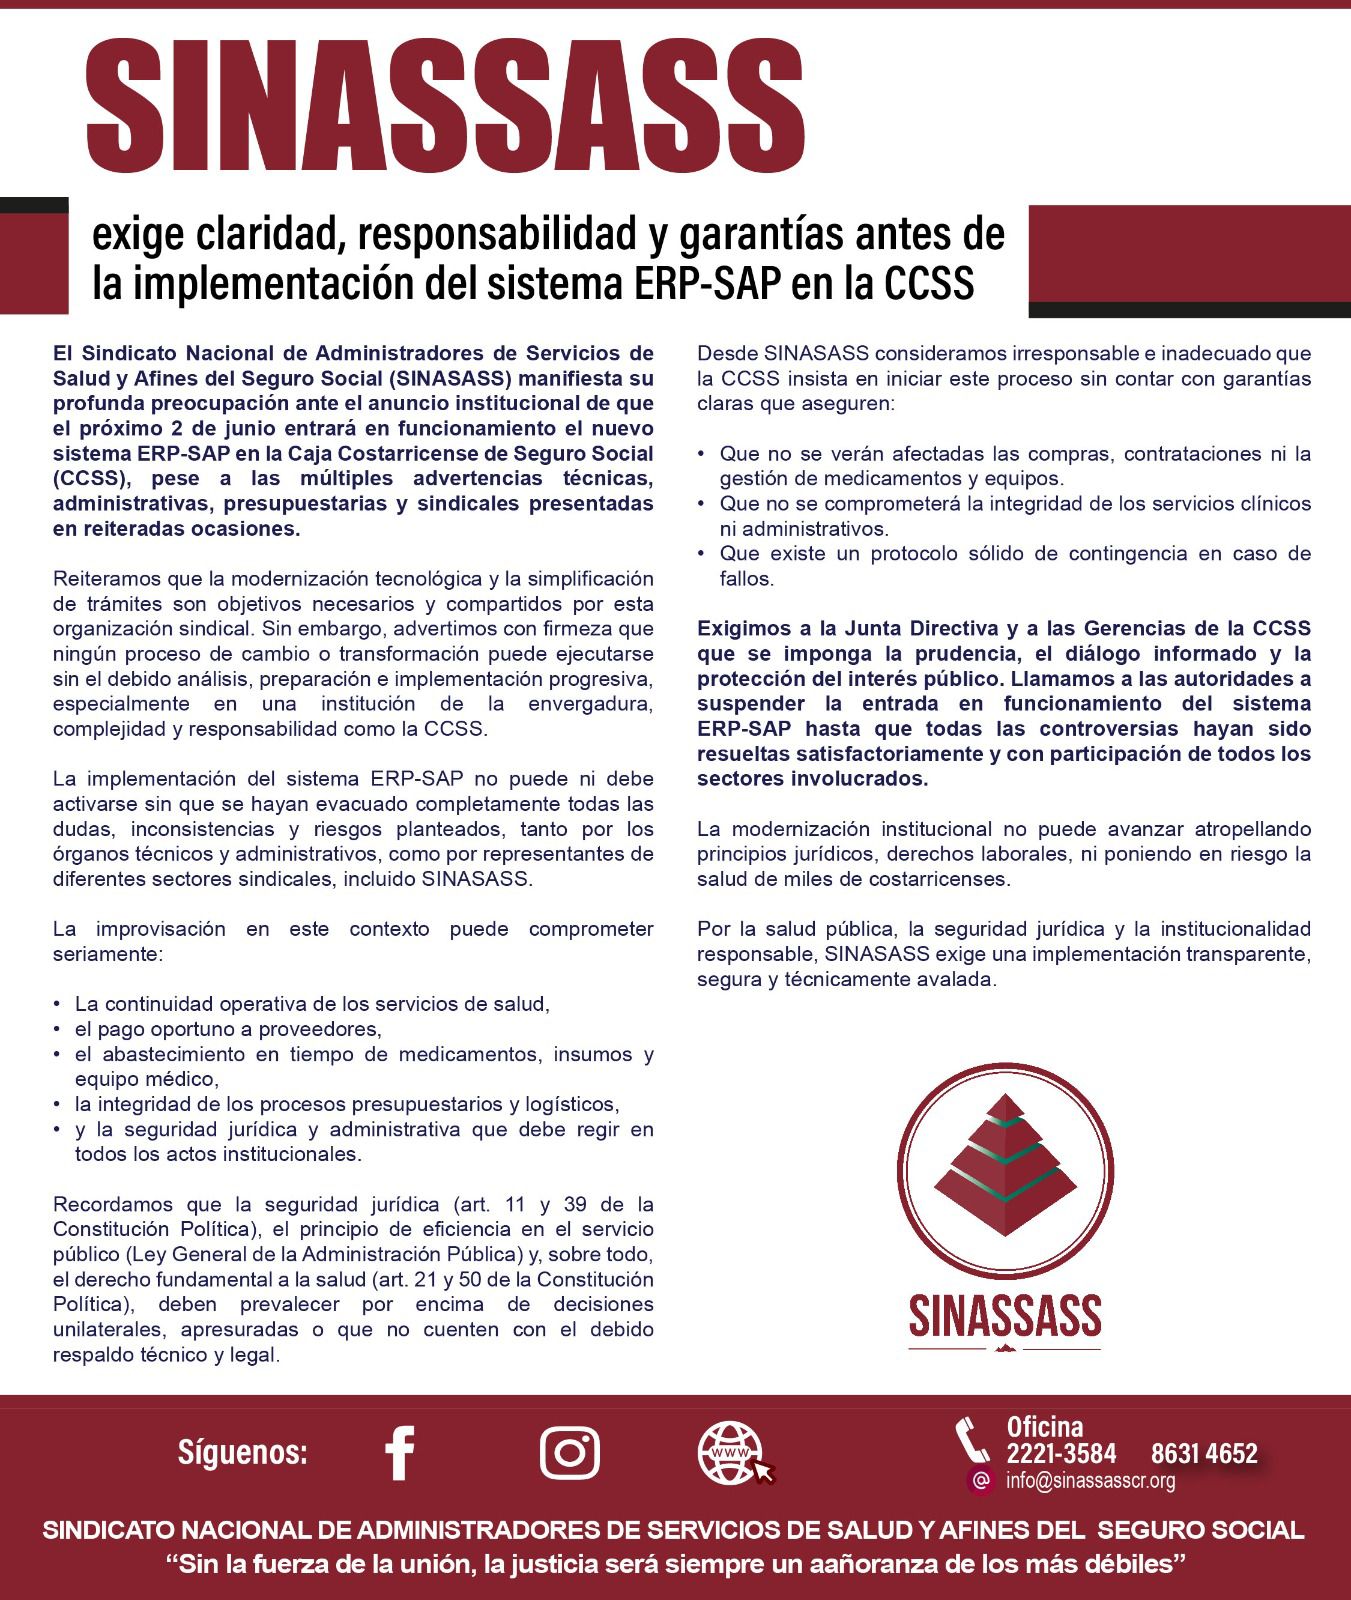 SINASSASS
exige claridad, responsabilidad y garantías antes de
la implementación del sistema ERP-SAP en la CCSS
El Sindicato Nacional de Administradores de Servicios de
Salud y Afines del Seguro Social (SINASASS) manifiesta su
profunda preocupación ante el anuncio institucional de que
el próximo 2 de junio entrará en funcionamiento el nuevo
sistema ERP-SAP en la Caja Costarricense de Seguro Social
(CCSS), pese a las múltiples advertencias técnicas,
administrativas, presupuestarias y sindicales presentadas
en reiteradas ocasiones.
Reiteramos que la modernización tecnológica y la simplificación
de trámites son objetivos necesarios y compartidos por esta
organización sindical. Sin embargo, advertimos con firmeza que
ningún proceso de cambio o transformación puede ejecutarse
sin el debido análisis, preparación e implementación progresiva,
especialmente en una institución de la envergadura,
complejidad y responsabilidad como la CCSS.
La implementación del sistema ERP-SAP no puede ni debe
activarse sin que se hayan evacuado completamente todas las
dudas, inconsistencias y riesgos planteados, tanto por los
órganos técnicos y administrativos, como por representantes de
diferentes sectores sindicales, incluido SINASASS.
La improvisación en este contexto puede comprometer
seriamente:
• La continuidad operativa de los servicios de salud,
• el pago oportuno a proveedores,
• el abastecimiento en tiempo de medicamentos, insumos y
equipo médico,
• la integridad de los procesos presupuestarios y logísticos,
• y la seguridad jurídica y administrativa que debe regir en
todos los actos institucionales.
Recordamos que la seguridad jurídica (art. 11 y 39 de la
Constitución Política), el principio de eficiencia en el servicio
público (Ley General de la Administración Pública) y, sobre todo,
el derecho fundamental a la salud (art. 21 y 50 de la Constitución
Política), deben prevalecer por encima de decisiones
unilaterales, apresuradas o que no cuenten con el debido
respaldo técnico y legal.
Desde SINASASS consideramos irresponsable e inadecuado que
la CCSS insista en iniciar este proceso sin contar con garantías
claras que aseguren:
• Que no se verán afectadas las compras, contrataciones ni la
gestión de medicamentos y equipos.
• Que no se comprometerá la integridad de los servicios clínicos
ni administrativos.
• Que existe un protocolo sólido de contingencia en caso de
fallos.
Exigimos a la Junta Directiva y a las Gerencias de la CCSS
que se imponga la prudencia, el diálogo informado y la
protección del interés público. Llamamos a las autoridades a
suspender la entrada en funcionamiento del sistema
ERP-SAP hasta que todas las controversias hayan sido
resueltas satisfactoriamente y con participación de todos los
sectores involucrados.
La modernización institucional no puede avanzar atropellando
principios jurídicos, derechos laborales, ni poniendo en riesgo la
salud de miles de costarricenses.
Por la salud pública, la seguridad jurídica y la institucionalidad
responsable, SINASASS exige una implementación transparente,
segura y técnicamente avalada.
SINASSASS
Síguenos:
WWW
Oficina
2221-3584 8631 4652
@ info@sinassasscr.org
SINDICATO NACIONAL DE ADMINISTRADORES DE SERVICIOS DE SALUD Y AFINES DEL SEGURO SOCIAL
“Sin la fuerza de la unión, la justicia será siempre un aañoranza de los más débiles”